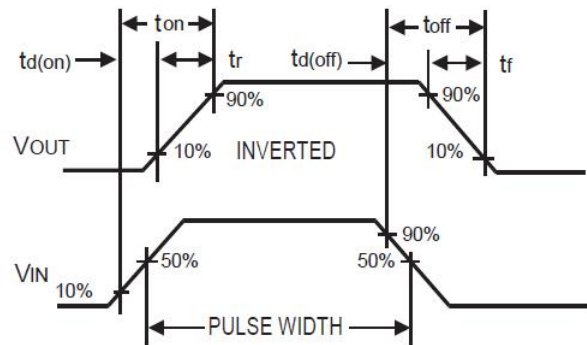 ton
toff
td(on)
tr
td(off)
tf
90%
90%
VOUT
10%
INVERTED
10%
90%
VIN
50%
50%
10%
PULSE WIDTH